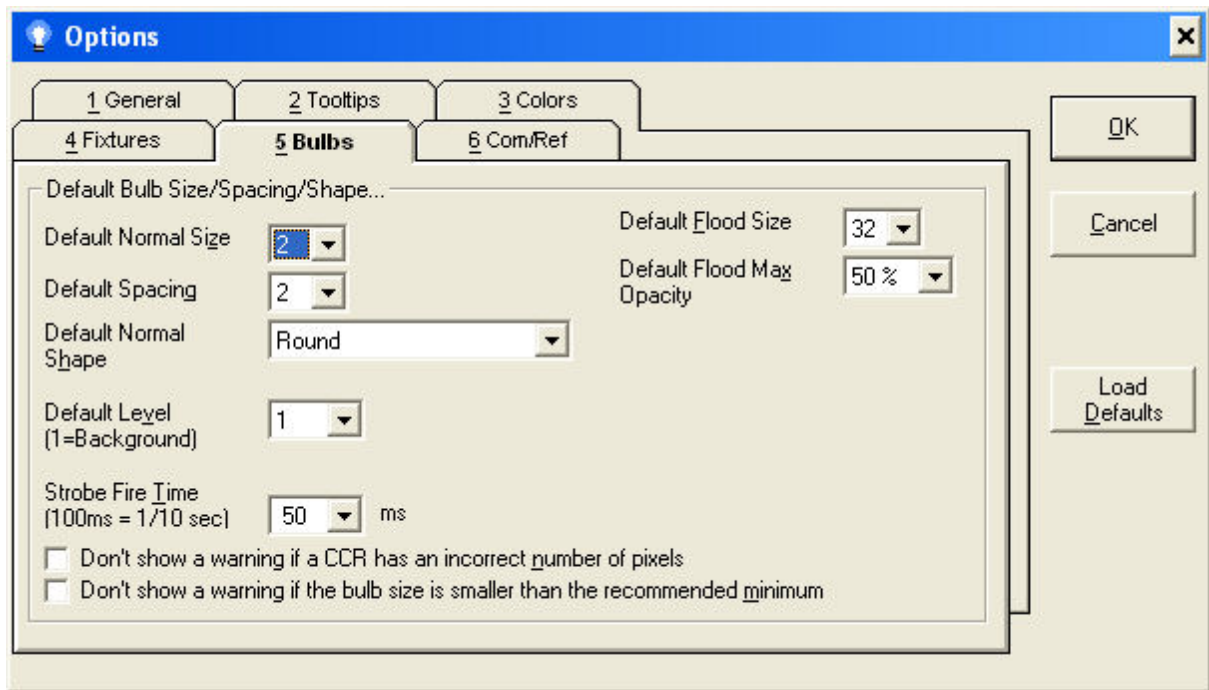 Options
1 General
2 Tooltips
3 Colors
4 Fixtures
5 Bulbs
6 Com/Ref
OK
Cancel
Load
Defaults
Default Bulb Size/Spacing/Shape...
Default Normal Size
2
Default Spacing
2
Default Normal
Shape
Round
Default Level
(1=Background)
1
Strobe Fire Time
(100ms = 1/10 sec)
50
ms
Default Flood Size
32
Default Flood Max
Opacity
50 %
Don't show a warning if a CCR has an incorrect number of pixels
Don't show a warning if the bulb size is smaller than the recommended minimum